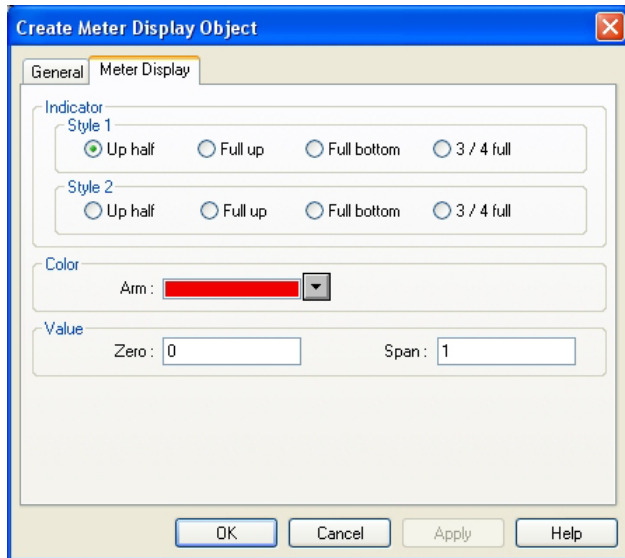 Create Meter Display Object
General Meter Display
Indicator
Style 1
Up half Full up Full bottom 3 / 4 full
Style 2
Up half Full up Full bottom 3 / 4 full
Color
Arm :
Value
Zero : 0 Span : 1
OK Cancel Apply Help